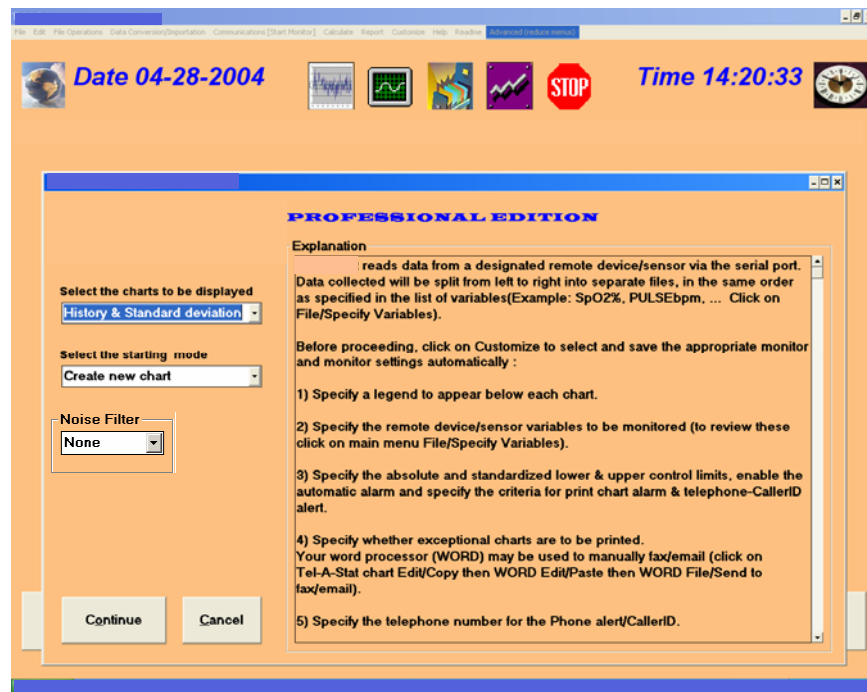 File Edit File Operations Data Conversion/Importation Communications [Start Monitor] Calculate Report Customize Help Readme Advanced (reduce menus)
Date 04-28-2004
STOP
Time 14:20:33
PROFESSIONAL EDITION
Explanation
reads data from a designated remote device/sensor via the serial port.
Data collected will be split from left to right into separate files, in the same order
as specified in the list of variables(Example: SpO2%, PULSEbpm, ... Click on
File/Specify Variables).
Before proceeding, click on Customize to select and save the appropriate monitor
and monitor settings automatically :
1) Specify a legend to appear below each chart.
2) Specify the remote device/sensor variables to be monitored (to review these
click on main menu File/Specify Variables).
3) Specify the absolute and standardized lower & upper control limits, enable the
automatic alarm and specify the criteria for print chart alarm & telephone-CallerID
alert.
4) Specify whether exceptional charts are to be printed.
Your word processor (WORD) may be used to manually fax/email (click on
Tel-A-Stat chart Edit/Copy then WORD Edit/Paste then WORD File/Send to
fax/email).
5) Specify the telephone number for the Phone alert/CallerID.
Select the charts to be displayed
History & Standard deviation
Select the starting mode
Create new chart
Noise Filter
None
Continue
Cancel